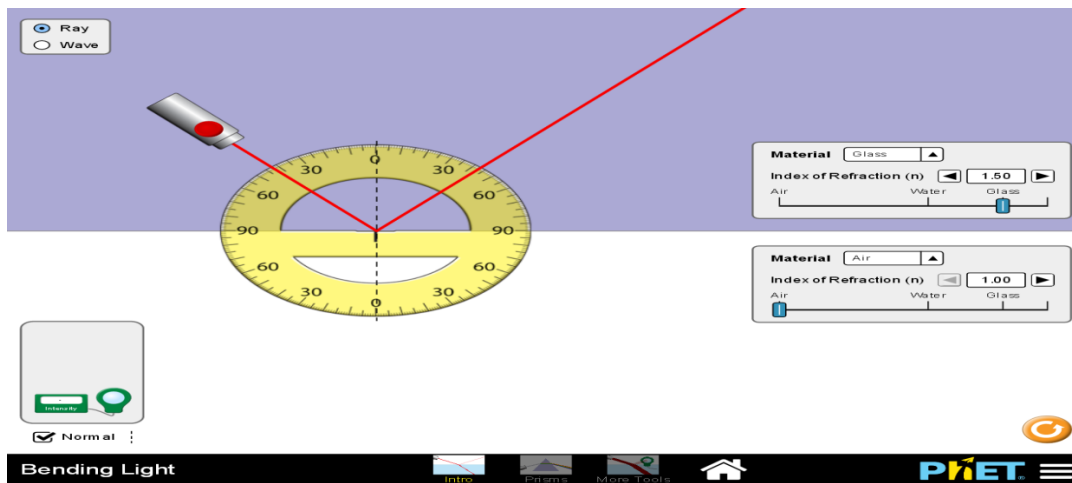 Ray
Wave
Material Glass
Index of Refraction (n) 1.50
Air Water Glass
Material Air
Index of Refraction (n) 1.00
Air Water Glass
0
30 30
60 60
90 90
60 60
30 30
0
Intensity
Normal
Bending Light
Intro
Prisms
More Tools
PhET